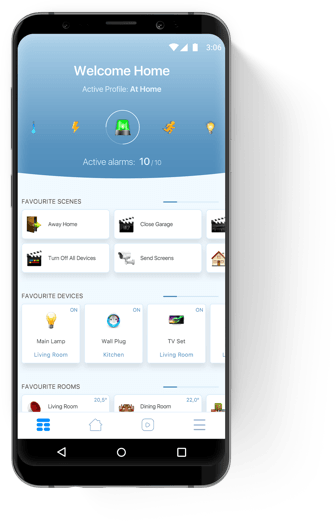 3:06
Welcome Home
Active Profile: At Home
Active alarms: 10 / 10
FAVOURITE SCENES
Away Home
Close Garage
Turn Off All Devices
Send Screens
FAVOURITE DEVICES
ON
ON
ON
Main Lamp
Wall Plug
TV Set
Living Room
Kitchen
Living Room
FAVOURITE ROOMS
20,5°
22,0°
Living Room
Dining Room